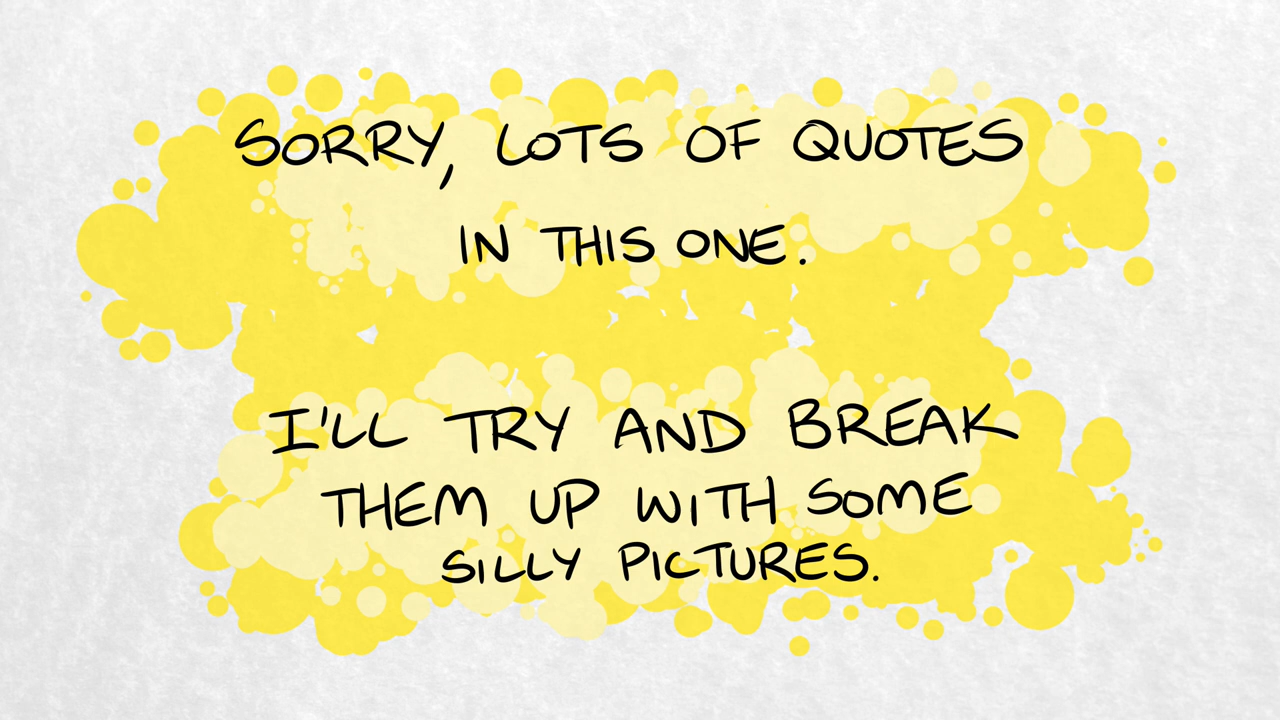 SORRY, LOTS OF QUOTES
IN THIS ONE.
I'LL TRY AND BREAK
THEM UP WITH SOME
SILLY PICTURES.